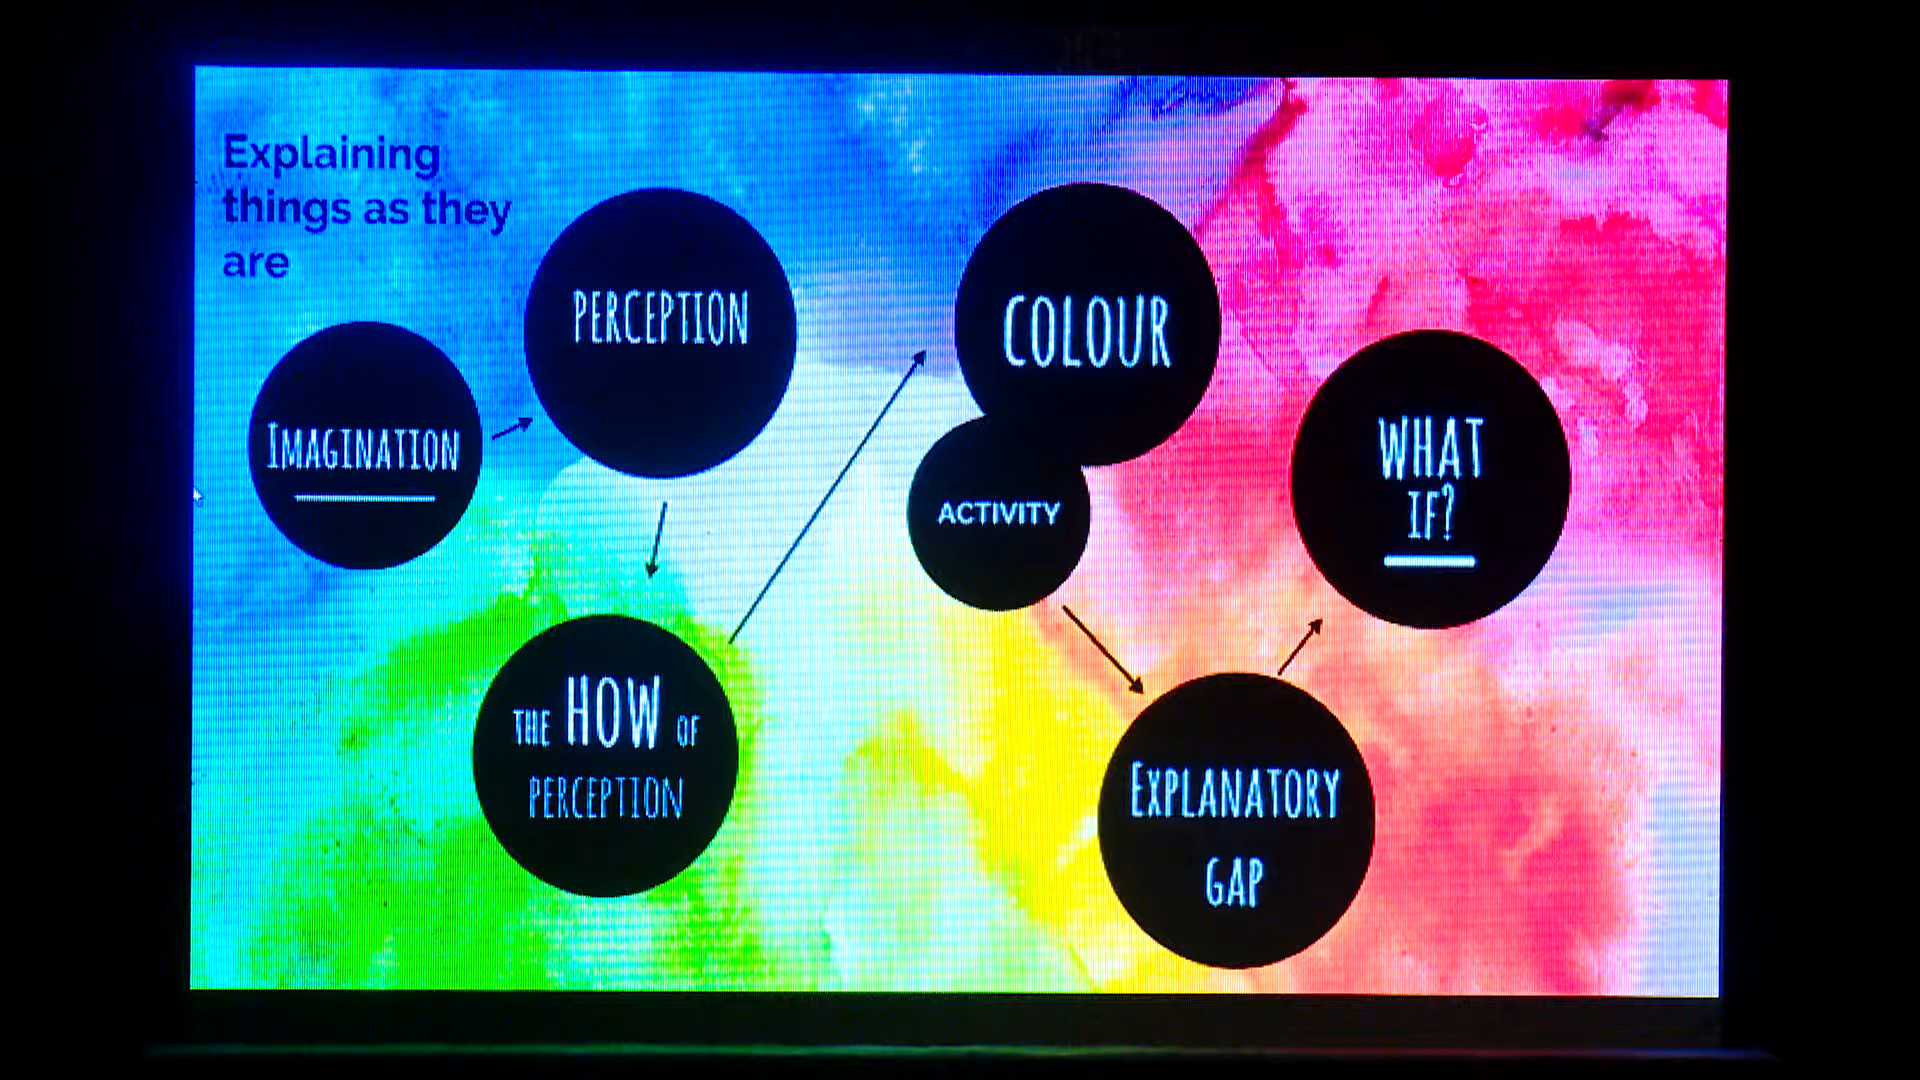 Explaining
things as they
are
IMAGINATION
PERCEPTION
THE HOW OF
PERCEPTION
COLOUR
ACTIVITY
EXPLANATORY
GAP
WHAT
IF?